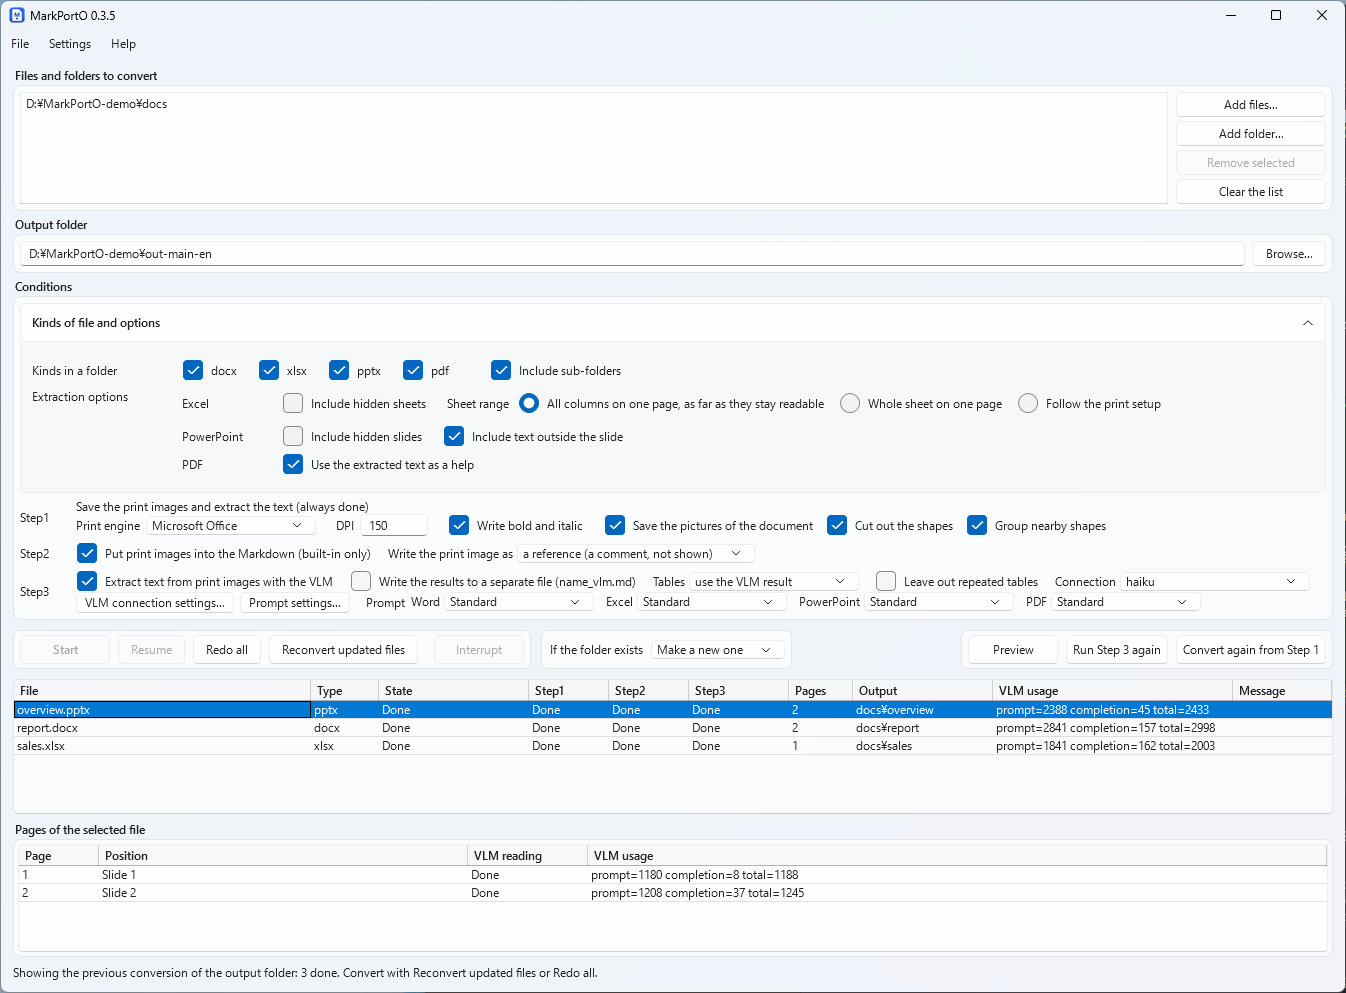 MarkPortO 0.3.5
File Settings Help
Files and folders to convert
D:¥MarkPortO-demo¥docs
Add files...
Add folder...
Remove selected
Clear the list
Output folder
D:¥MarkPortO-demo¥out-main-en
Browse...
Conditions
Kinds of file and options
Kinds in a folder docx xlsx pptx pdf Include sub-folders
Extraction options
Excel Include hidden sheets Sheet range All columns on one page, as far as they stay readable Whole sheet on one page Follow the print setup
PowerPoint Include hidden slides Include text outside the slide
PDF Use the extracted text as a help
Step1 Save the print images and extract the text (always done)
Print engine Microsoft Office DPI 150 Write bold and italic Save the pictures of the document Cut out the shapes Group nearby shapes
Step2 Put print images into the Markdown (built-in only) Write the print image as a reference (a comment, not shown)
Step3 Extract text from print images with the VLM Write the results to a separate file (name_vlm.md) Tables use the VLM result Leave out repeated tables Connection haiku
VLM connection settings... Prompt settings... Prompt Word Standard Excel Standard PowerPoint Standard PDF Standard
Start Resume Redo all Reconvert updated files Interrupt If the folder exists Make a new one Preview Run Step 3 again Convert again from Step 1
File Type State Step1 Step2 Step3 Pages Output VLM usage Message
overview.pptx pptx Done Done Done Done 2 docs¥overview prompt=2388 completion=45 total=2433
report.docx docx Done Done Done Done 2 docs¥report prompt=2841 completion=157 total=2998
sales.xlsx xlsx Done Done Done Done 1 docs¥sales prompt=1841 completion=162 total=2003
Pages of the selected file
Page Position VLM reading VLM usage
1 Slide 1 Done prompt=1180 completion=8 total=1188
2 Slide 2 Done prompt=1208 completion=37 total=1245
Showing the previous conversion of the output folder: 3 done. Convert with Reconvert updated files or Redo all.